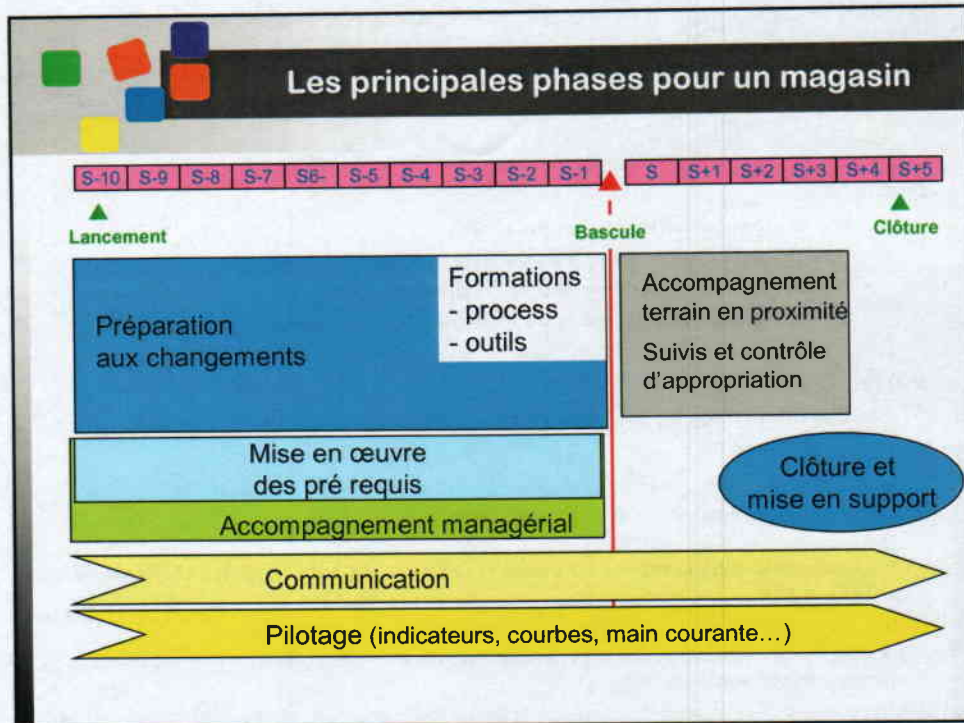 Les principales phases pour un magasin
S-10 S-9 S-8 S-7 S6- S-5 S-4 S-3 S-2 S-1 S S+1 S+2 S+3 S+4 S+5
Lancement
Bascule
Clôture
Préparation
aux changements
Formations
- process
- outils
Accompagnement
terrain en proximité
Suivis et contrôle
d'appropriation
Mise en œuvre
des pré requis
Accompagnement managérial
Clôture et
mise en support
Communication
Pilotage (indicateurs, courbes, main courante...)